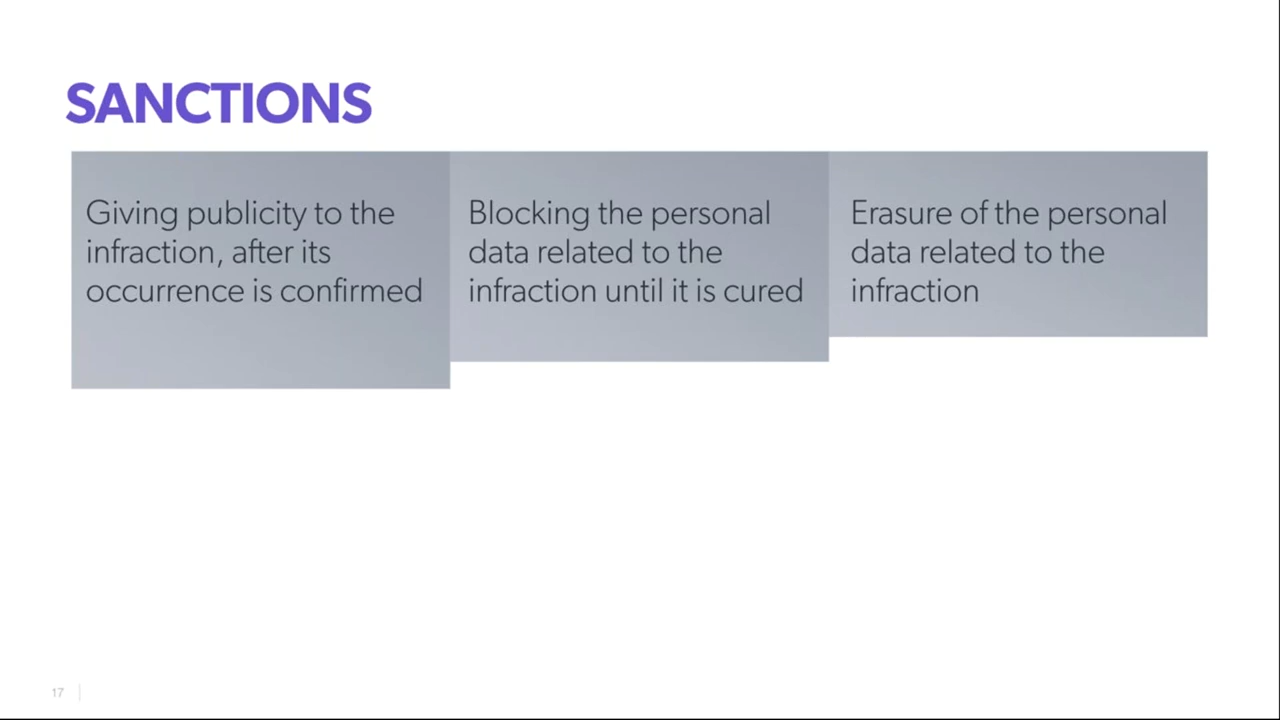 SANCTIONS
Giving publicity to the
infraction, after its
occurrence is confirmed
Blocking the personal
data related to the
infraction until it is cured
Erasure of the personal
data related to the
infraction
17